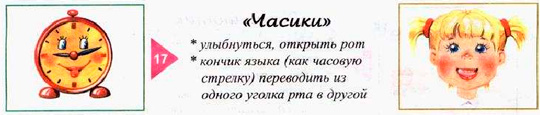 «Часики»
* улыбнуться, открыть рот
17
* кончик языка (как часовую
стрелку) переводить из
одного уголка рта в другой